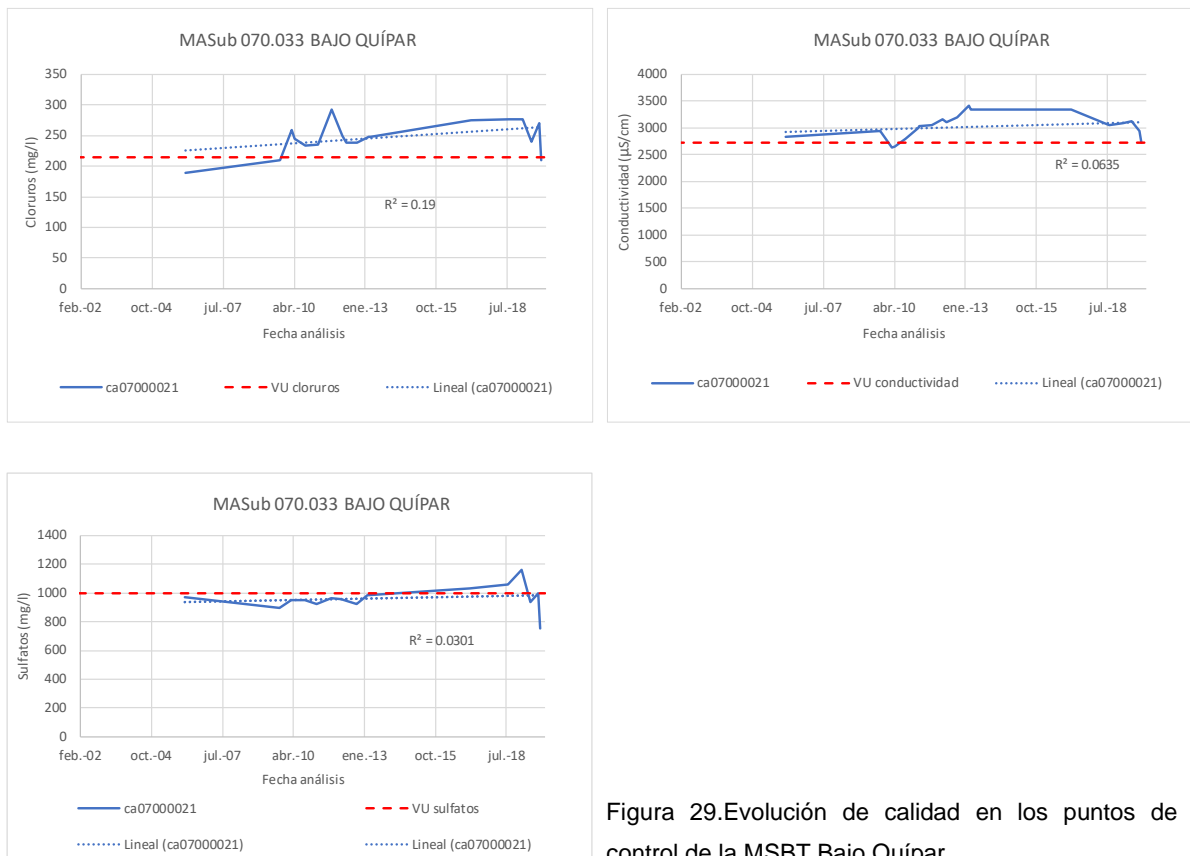 MASub 070.033 BAJO QUÍPAR
350
300
250
200
150
100
50
0
Cloruros (mg/l)
R² = 0.19
feb.-02 oct.-04 jul.-07 abr.-10 ene.-13 oct.-15 jul.-18
Fecha análisis
ca07000021 VU cloruros Lineal (ca07000021)
MASub 070.033 BAJO QUÍPAR
4000
3500
3000
2500
2000
1500
1000
500
0
Conductividad (µS/cm)
R² = 0.0635
feb.-02 oct.-04 jul.-07 abr.-10 ene.-13 oct.-15 jul.-18
Fecha análisis
ca07000021 VU conductividad Lineal (ca07000021)
MASub 070.033 BAJO QUÍPAR
1400
1200
1000
800
600
400
200
0
Sulfatos (mg/l)
R² = 0.0301
feb.-02 oct.-04 jul.-07 abr.-10 ene.-13 oct.-15 jul.-18
Fecha análisis
ca07000021 VU sulfatos
Lineal (ca07000021) Lineal (ca07000021)
Figura 29.Evolución de calidad en los puntos de
control de la MSBT Bajo Quípar